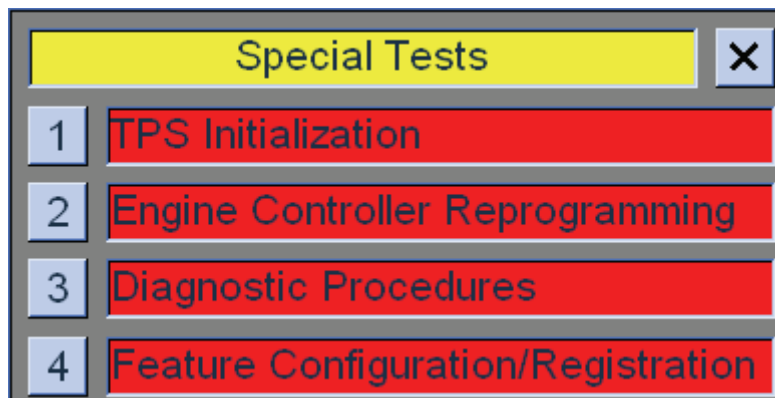 Special Tests ×
1 TPS Initialization
2 Engine Controller Reprogramming
3 Diagnostic Procedures
4 Feature Configuration/Registration